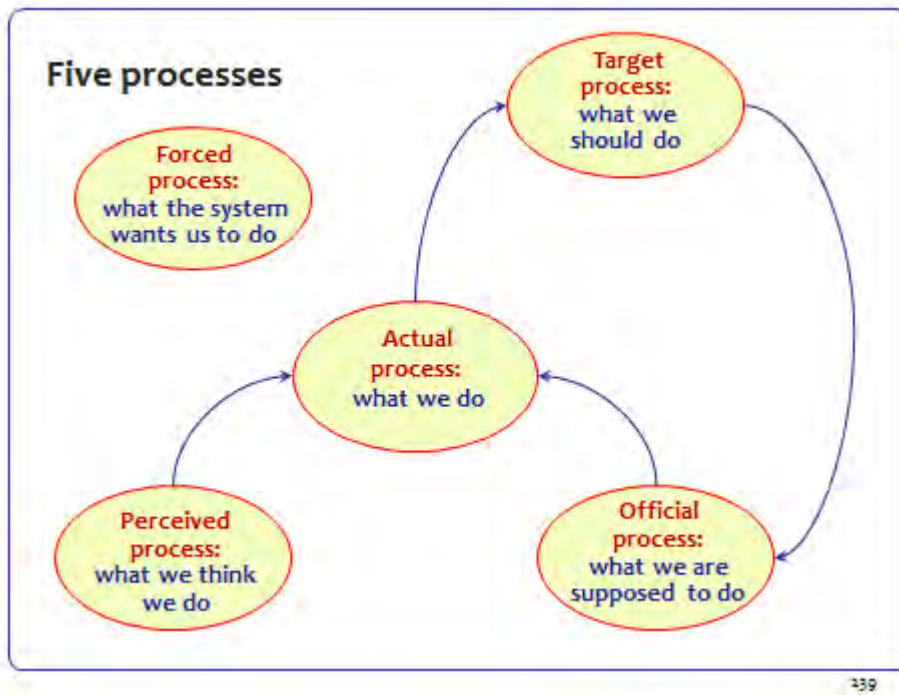 Five processes
Target
process:
what we
should do
Forced
process:
what the system
wants us to do
Actual
process:
what we do
Perceived
process:
what we think
we do
Official
process:
what we are
supposed to do
239